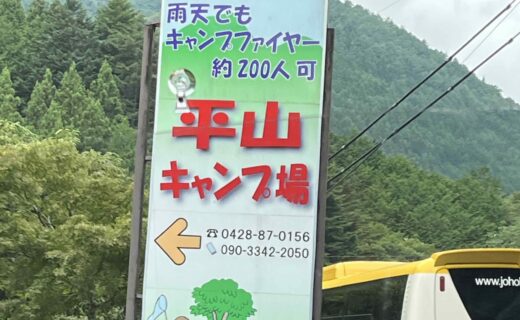 雨天でも
キャンプファイヤー
約200人可
平山
キャンプ場
☎0428-87-0156
090-3342-2050
www.joho